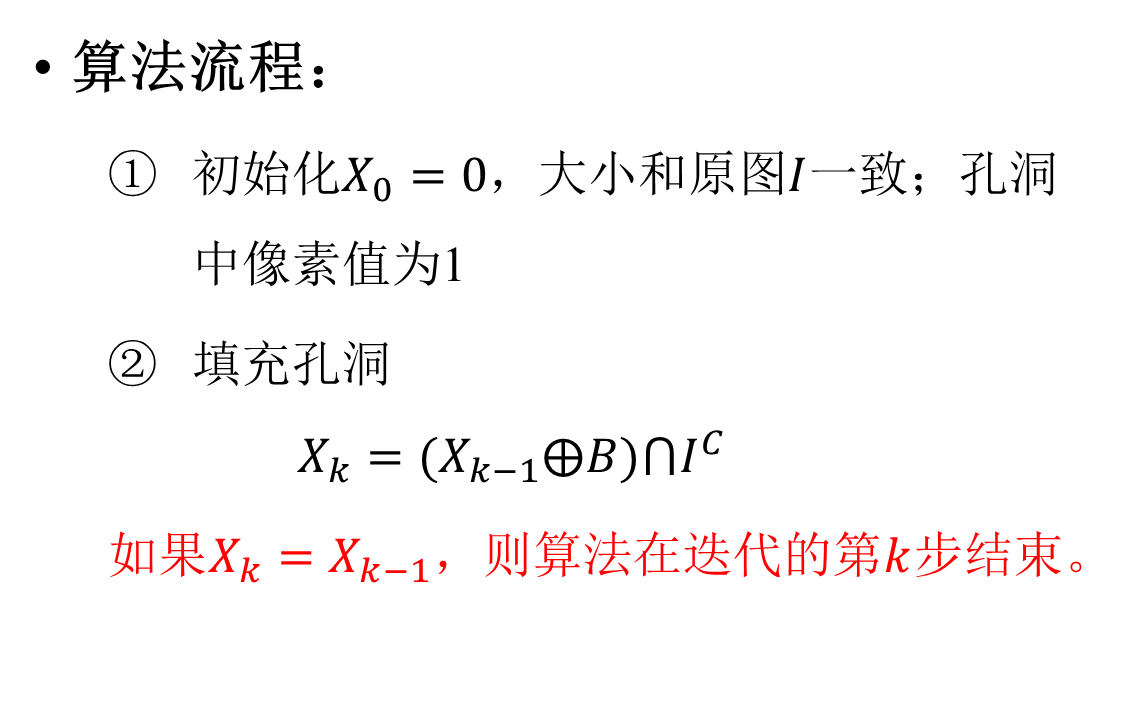 • 算法流程：
① 初始化X₀ = 0，大小和原图I一致；孔洞
中像素值为1
② 填充孔洞
Xₖ = (Xₖ₋₁⊕B)⋂Iᶜ
如果Xₖ = Xₖ₋₁，则算法在迭代的第k步结束。